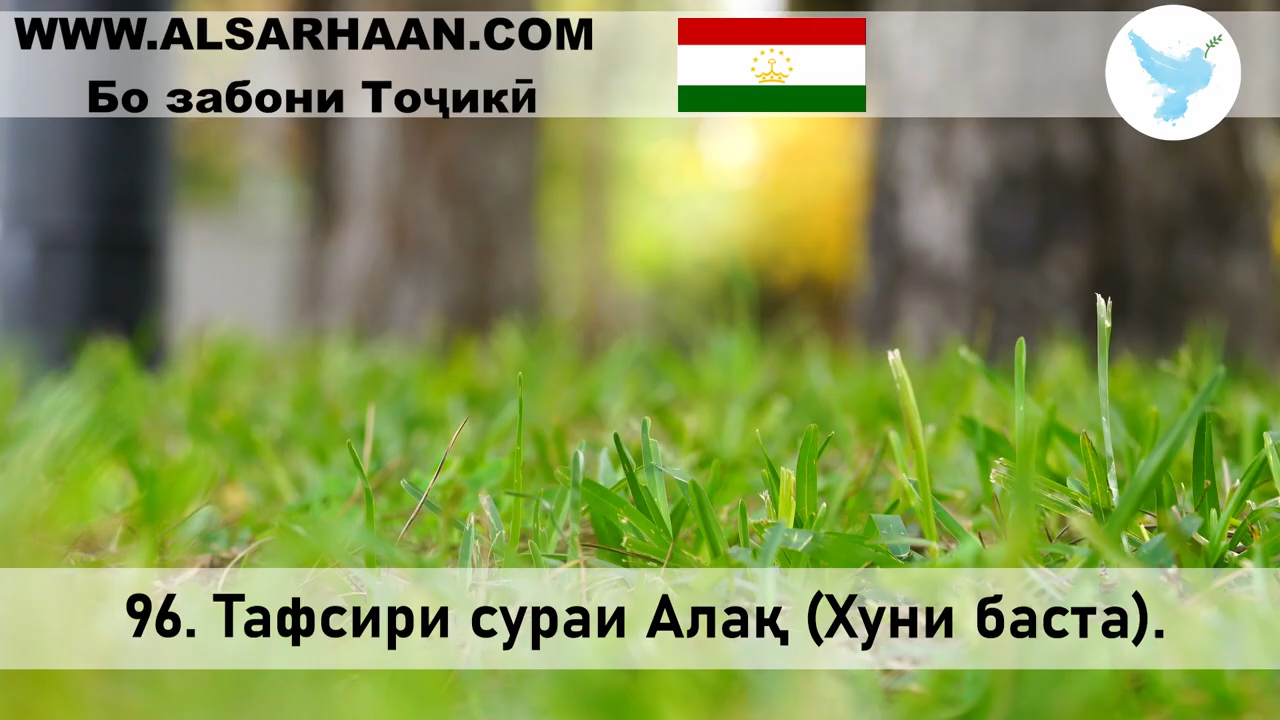 WWW.ALSARHAAN.COM
Бо забони Тоҷикӣ
96. Тафсири сураи Алақ (Хуни баста).